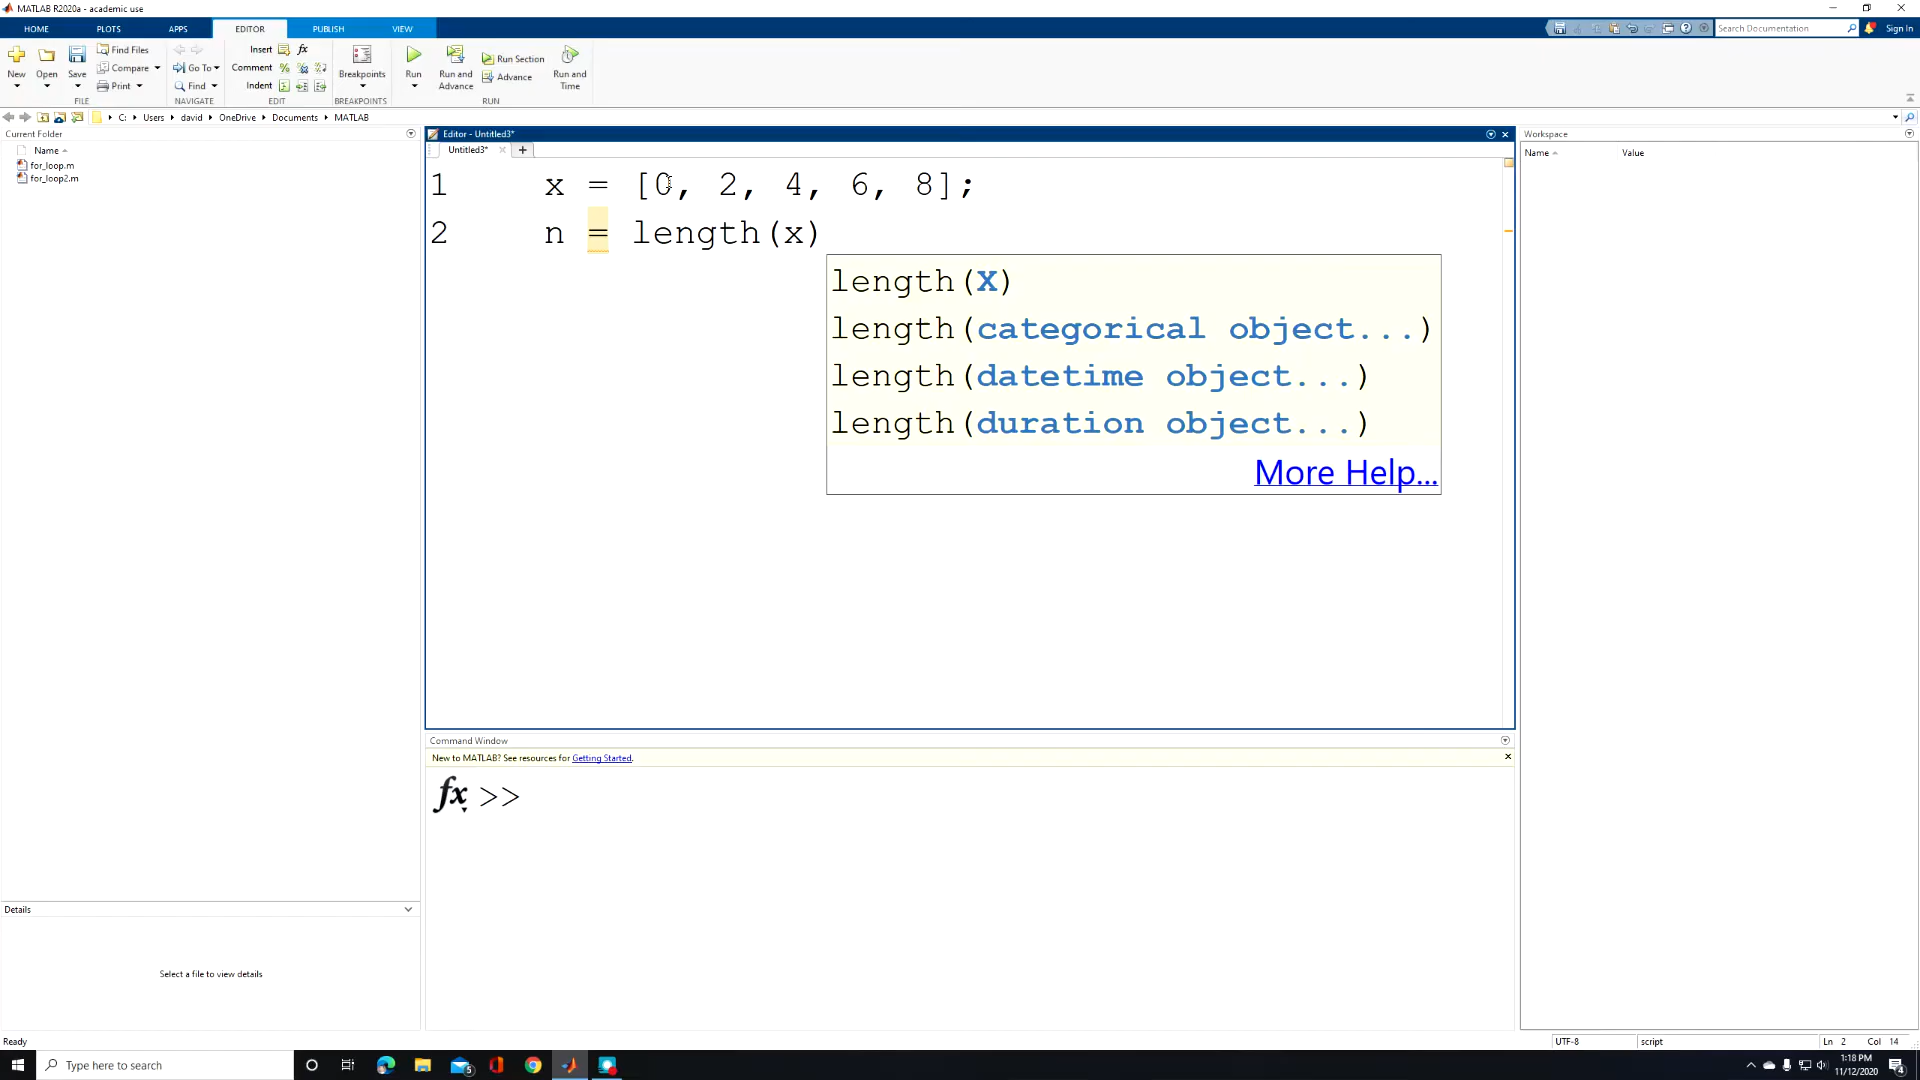 MATLAB R2020a - academic use
HOME PLOTS APPS EDITOR PUBLISH VIEW
Search Documentation
Sign In
New Open Save
Find Files
Compare
Print
FILE
Go To
Find
NAVIGATE
Insert fx
Comment
Indent
EDIT
Breakpoints
BREAKPOINTS
Run
Run and Advance
Run Section
Advance
Run and Time
RUN
C: Users david OneDrive Documents MATLAB
Current Folder
Name
for_loop.m
for_loop2.m
Details
Select a file to view details
Editor - Untitled3*
Untitled3*
1 x = [0, 2, 4, 6, 8];
2 n = length(x)
length(X)
length(categorical object...)
length(datetime object...)
length(duration object...)
More Help...
Command Window
New to MATLAB? See resources for Getting Started.
fx >>
Workspace
Name Value
Ready
UTF-8 script Ln 2 Col 14
Type here to search
5
1:18 PM
11/12/2020
4